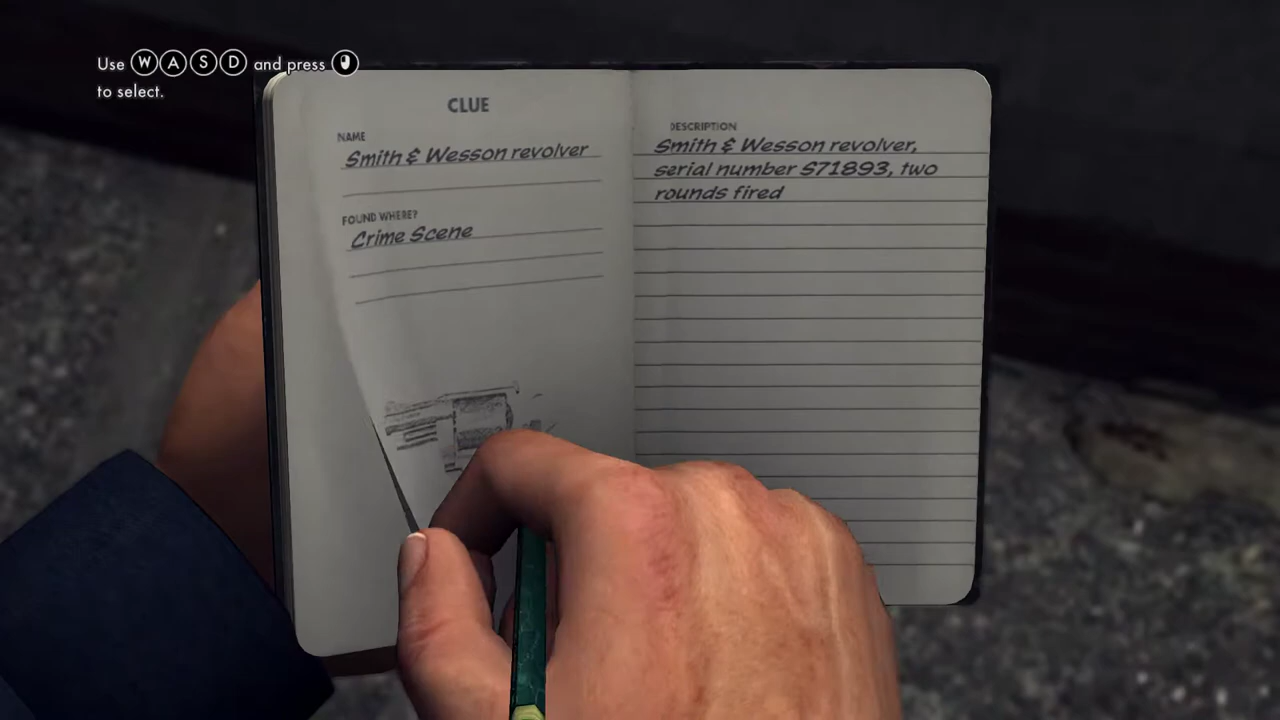 Use W A S D and press
to select.
CLUE
NAME
Smith & Wesson revolver
FOUND WHERE?
Crime Scene
DESCRIPTION
Smith & Wesson revolver,
serial number S71893, two
rounds fired